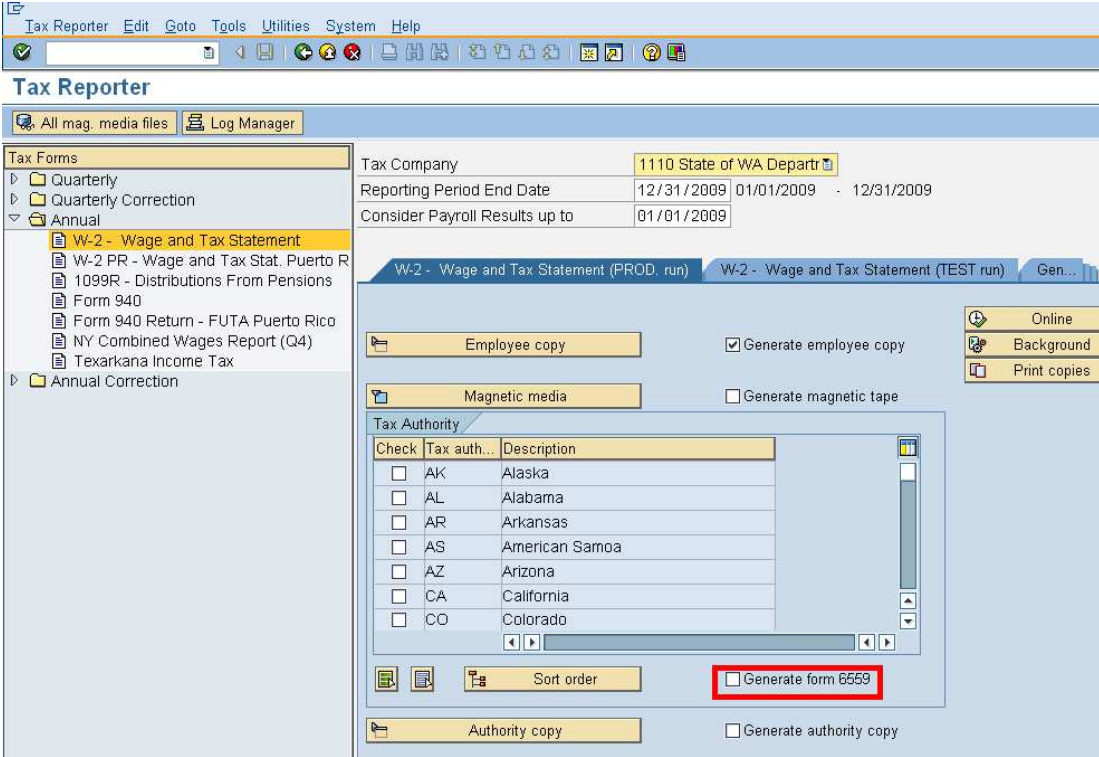 Tax Reporter Edit Goto Tools Utilities System Help
Tax Reporter
All mag. media files Log Manager
Tax Forms
Quarterly
Quarterly Correction
Annual
W-2 - Wage and Tax Statement
W-2 PR - Wage and Tax Stat. Puerto R
1099R - Distributions From Pensions
Form 940
Form 940 Return - FUTA Puerto Rico
NY Combined Wages Report (Q4)
Texarkana Income Tax
Annual Correction
Tax Company 1110 State of WA Departr
Reporting Period End Date 12/31/2009 01/01/2009 - 12/31/2009
Consider Payroll Results up to 01/01/2009
W-2 - Wage and Tax Statement (PROD. run) W-2 - Wage and Tax Statement (TEST run) Gen...
Online
Employee copy Generate employee copy Background
Print copies
Magnetic media Generate magnetic tape
Tax Authority
Check Tax auth... Description
AK Alaska
AL Alabama
AR Arkansas
AS American Samoa
AZ Arizona
CA California
CO Colorado
Sort order Generate form 6559
Authority copy Generate authority copy